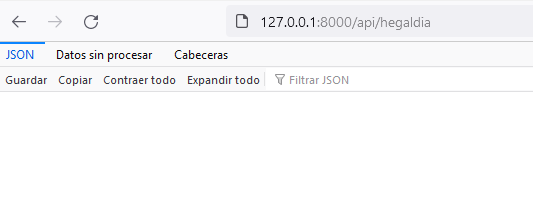 127.0.0.1:8000/api/hegaldia
JSON Datos sin procesar Cabeceras
Guardar Copiar Contraer todo Expandir todo Filtrar JSON